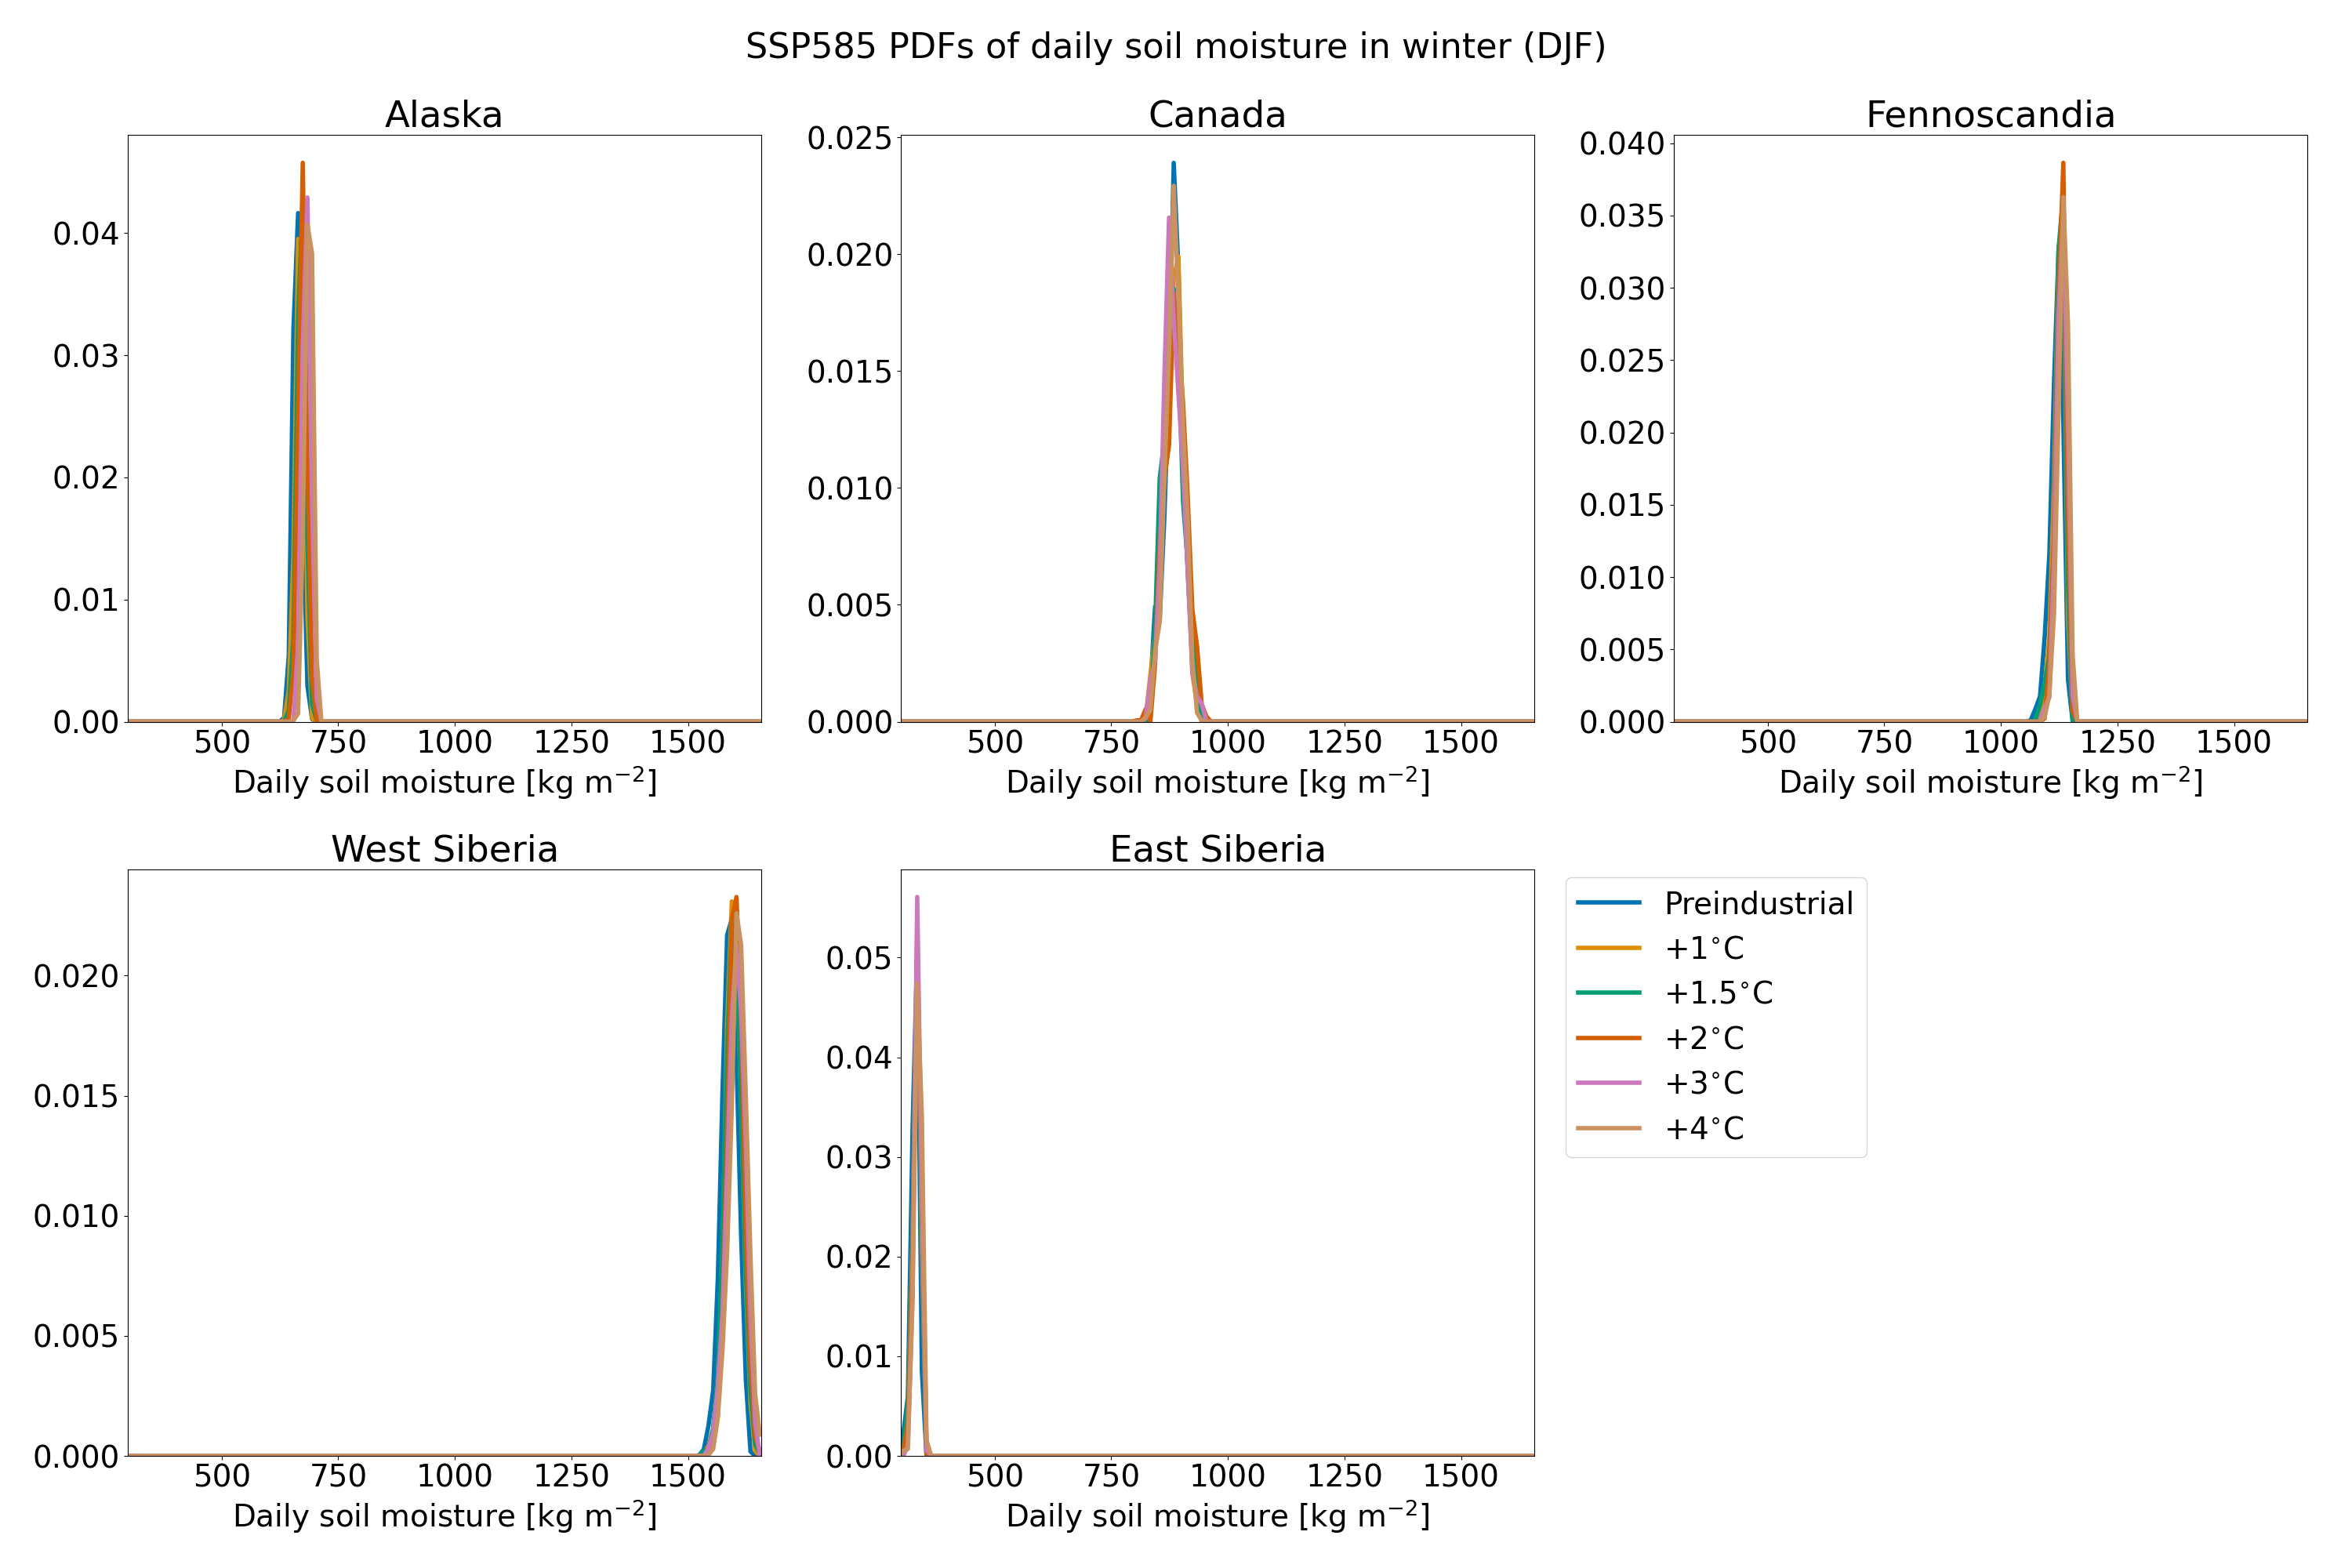 SSP585 PDFs of daily soil moisture in winter (DJF)
Alaska
0.04
0.03
0.02
0.01
0.00
500 750 1000 1250 1500
Daily soil moisture [kg m⁻²]
Canada
0.025
0.020
0.015
0.010
0.005
0.000
500 750 1000 1250 1500
Daily soil moisture [kg m⁻²]
Fennoscandia
0.040
0.035
0.030
0.025
0.020
0.015
0.010
0.005
0.000
500 750 1000 1250 1500
Daily soil moisture [kg m⁻²]
West Siberia
0.020
0.015
0.010
0.005
0.000
500 750 1000 1250 1500
Daily soil moisture [kg m⁻²]
East Siberia
0.05
0.04
0.03
0.02
0.01
0.00
500 750 1000 1250 1500
Daily soil moisture [kg m⁻²]
Preindustrial
+1°C
+1.5°C
+2°C
+3°C
+4°C